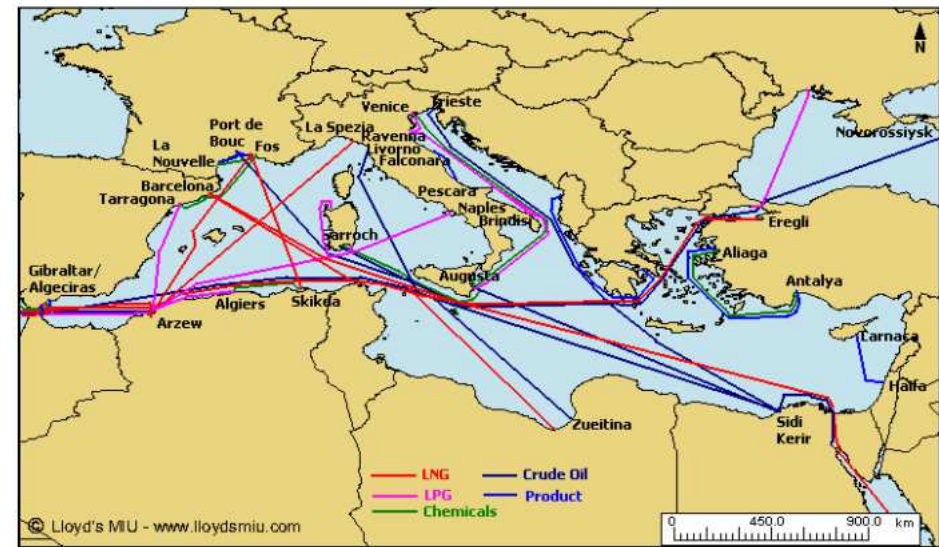 N
Venice
Trieste
Novorossiysk
Port de
Bouc
Fos
La Spezia
Ravenna
Livorno
Falconara
La
Nouvelle
Barcelona
Tarragona
Pescara
Naples
Brindisi
Eregli
Sarroch
Aliaga
Gibraltar/
Algeciras
Augusta
Antalya
Algiers
Skikda
Arzew
Larnaca
Haifa
Zueitina
Sidi
Kerir
LNG
Crude Oil
LPG
Product
Chemicals
© Lloyd's MIU - www.lloydsmiu.com
0 450.0 900.0 km